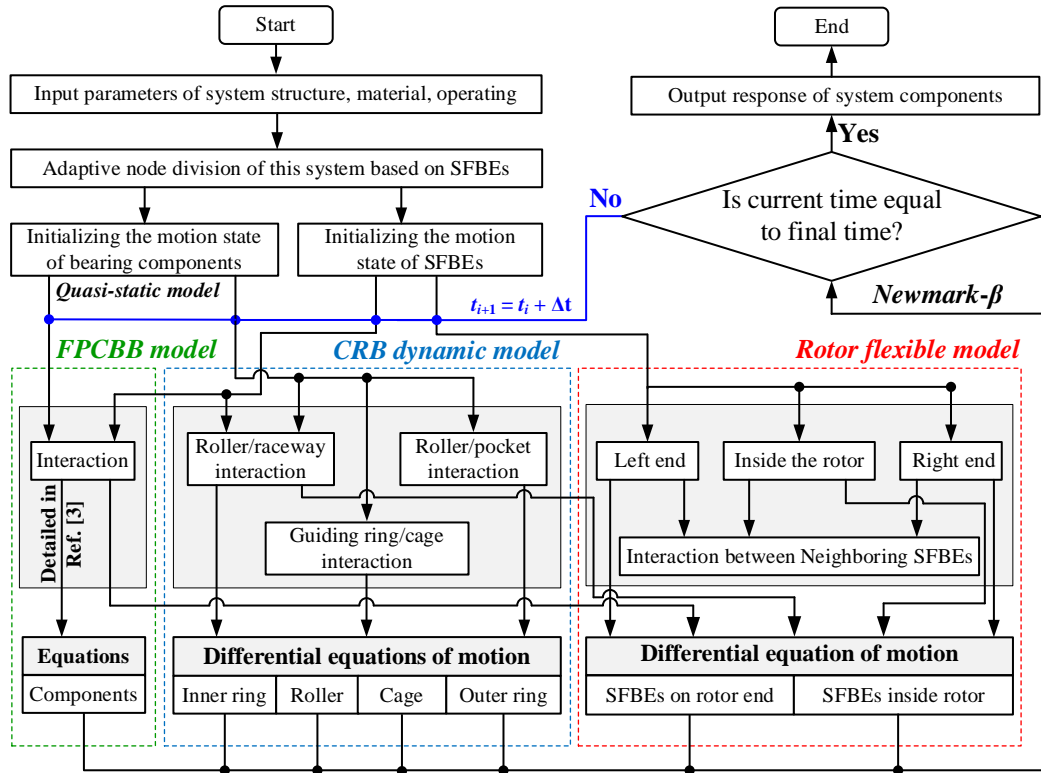 Start
End
Input parameters of system structure, material, operating
Output response of system components
Yes
Adaptive node division of this system based on SFBEs
No
Is current time equal
to final time?
Initializing the motion state
of bearing components
Initializing the motion
state of SFBEs
Quasi-static model
t_{i+1} = t_i + Δt
Newmark-β
FPCBB model
CRB dynamic model
Rotor flexible model
Interaction
Roller/raceway
interaction
Roller/pocket
interaction
Left end
Inside the rotor
Right end
Detailed in
Ref. [3]
Guiding ring/cage
interaction
Interaction between Neighboring SFBEs
Equations
Components
Differential equations of motion
Inner ring
Roller
Cage
Outer ring
Differential equation of motion
SFBEs on rotor end
SFBEs inside rotor